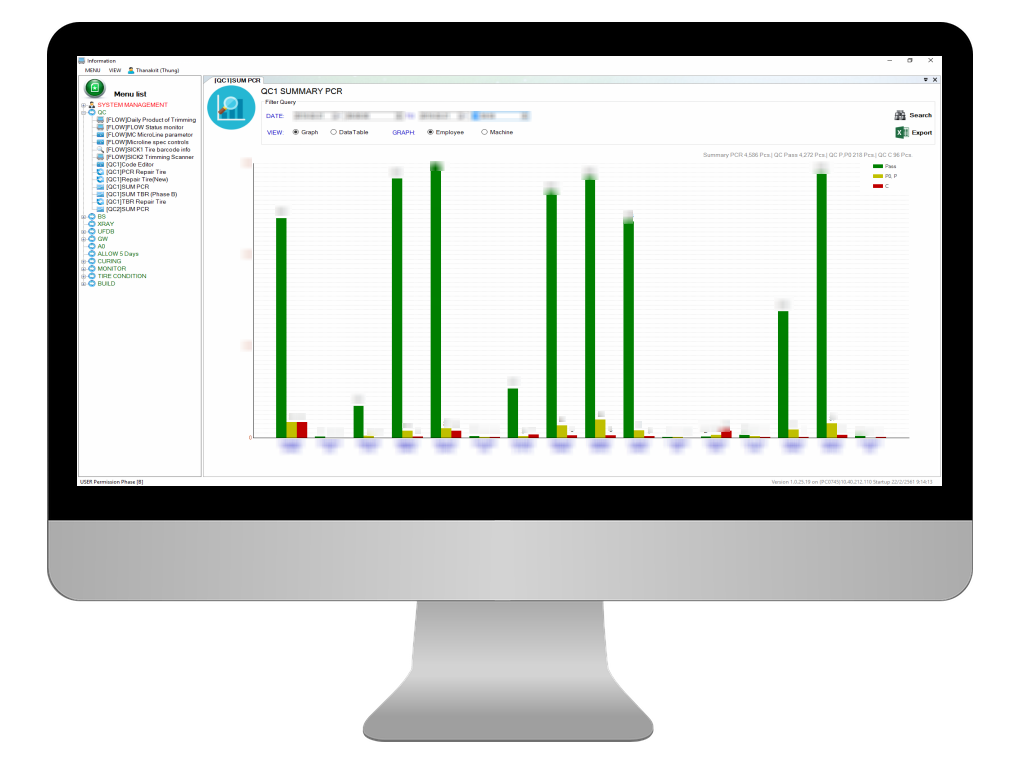 Information
MENU VIEW Thanakrit (Thung)
Menu list
SYSTEM MANAGEMENT
QC
[FLOW]Daily Product of Trimming
[FLOW]FLOW Status monitor
[FLOW]MC MicroLine parameter
[FLOW]Microline spec controls
[FLOW]SICK1 Tire barcode info
[FLOW]SICK2 Trimming Scanner
[QC1]Code Editor
[QC1]PCR Repair Tire
[QC1]Repair Tire(New)
[QC1]SUM PCR
[QC1]SUM TBR (Phase B)
[QC1]TBR Repair Tire
[QC2]SUM PCR
BS
XRAY
UFDB
GW
A0
ALLOW 5 Days
CURING
MONITOR
TIRE CONDITION
BUILD
[QC1]SUM PCR
QC1 SUMMARY PCR
Filter Query
DATE:
VIEW: Graph DataTable GRAPH: Employee Machine
Search
Export
Summary PCR:4,586 Pcs.| QC Pass 4,272 Pcs.| QC P,P0 218 Pcs.| QC C 96 Pcs
Pass
P0, P
C
0
USER Permission Phase [B]
Version 1.0.25.19 on (PC0745)10.40.212.110 Startup 22/2/2561 9:14:13